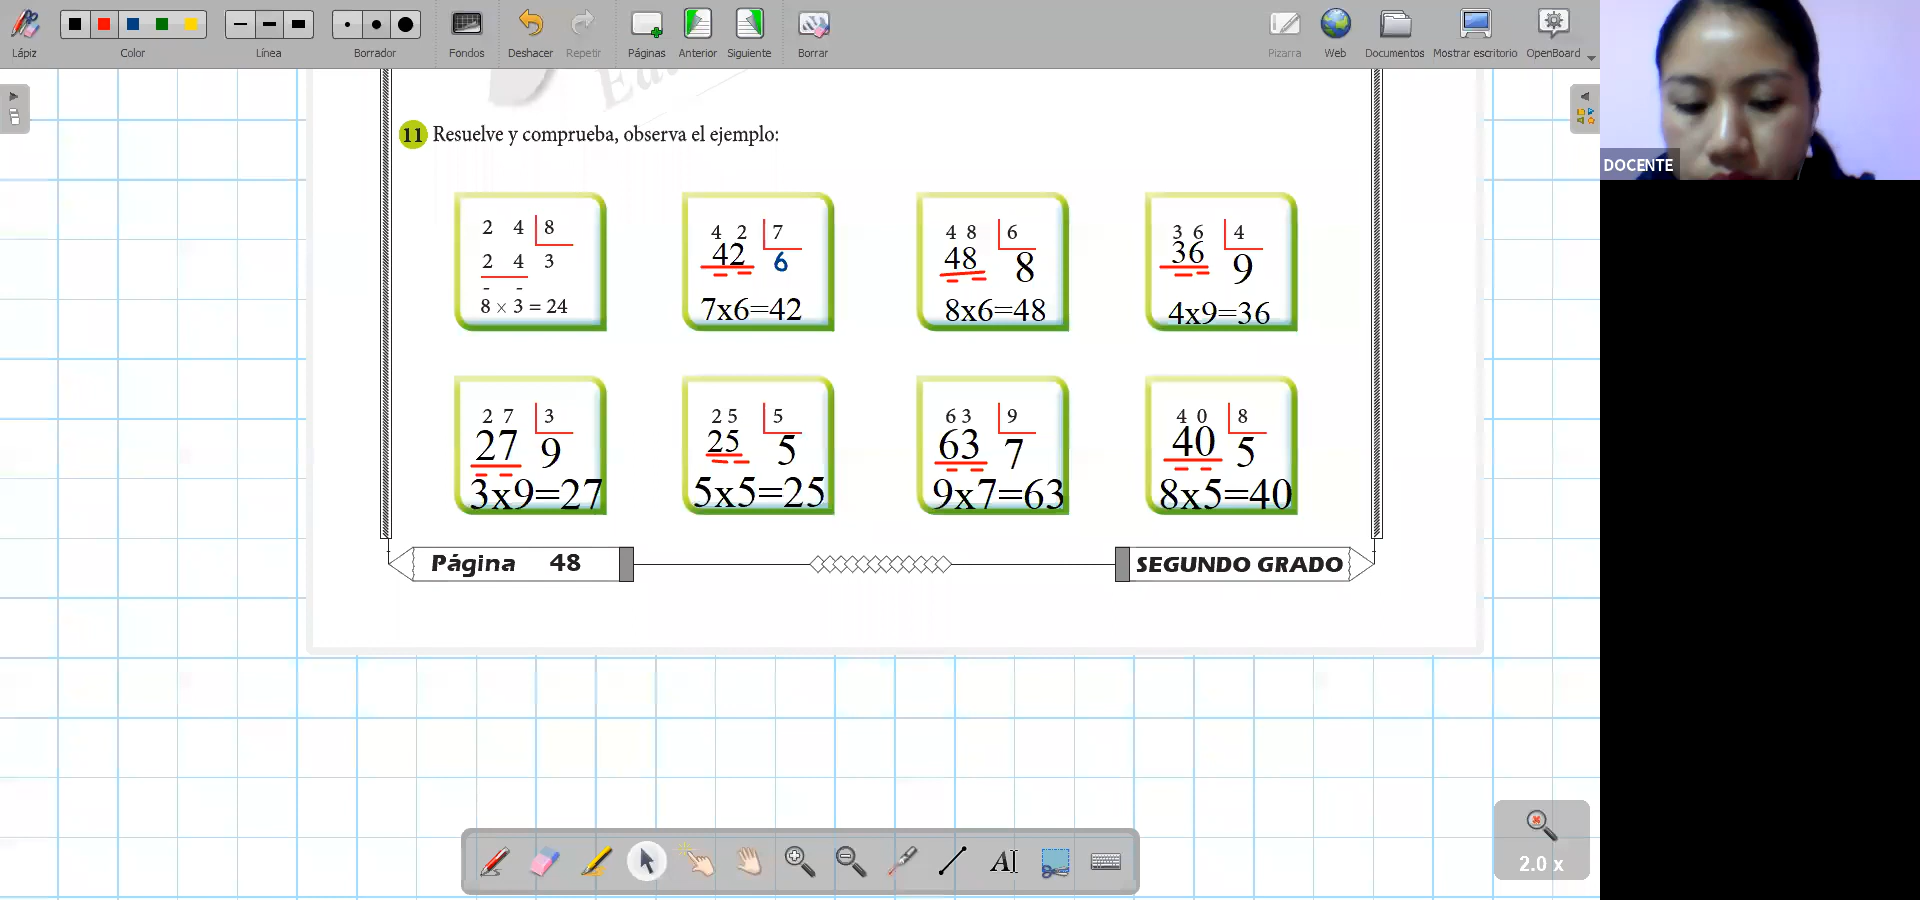 Lápiz
Color
Línea
Borrador
Fondos
Deshacer
Repetir
Páginas
Anterior
Siguiente
Borrar
Pizarra
Web
Documentos
Mostrar escritorio
OpenBoard
DOCENTE
11 Resuelve y comprueba, observa el ejemplo:
2 4 8
2 4 3
- -
8 × 3 = 24
4 2 7
42 6
7x6=42
4 8 6
48 8
8x6=48
3 6 4
36 9
4x9=36
2 7 3
27 9
3x9=27
2 5 5
25 5
5x5=25
6 3 9
63 7
9x7=63
4 0 8
40 5
8x5=40
Página 48
SEGUNDO GRADO
AI
2.0 x